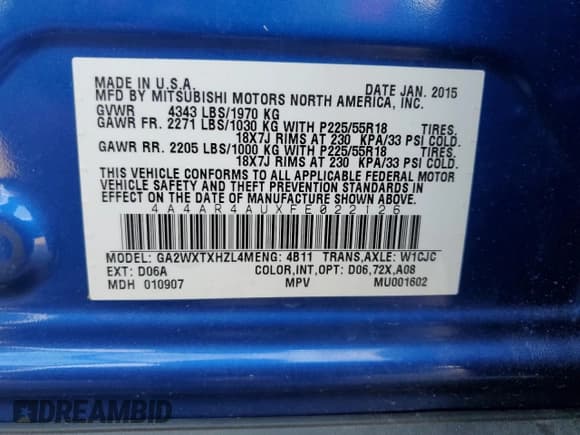 MADE IN U.S.A. DATE JAN. 2015
MFD BY MITSUBISHI MOTORS NORTH AMERICA, INC.
GVWR 4343 LBS/1970 KG
GAWR FR. 2271 LBS/1030 KG WITH P225/55R18 TIRES,
18X7J RIMS AT 230 KPA/33 PSI COLD.
GAWR RR. 2205 LBS/1000 KG WITH P225/55R18 TIRES,
18X7J RIMS AT 230 KPA/33 PSI COLD.
THIS VEHICLE CONFORMS TO ALL APPLICABLE FEDERAL MOTOR
VEHICLE SAFETY AND THEFT PREVENTION STANDARDS IN
EFFECT ON THE DATE OF MANUFACTURE SHOWN ABOVE.
4A4AR4AUXFE022126
MODEL: GA2WXTXHZL4MENG: 4B11 TRANS,AXLE: W1CJC
EXT: D06A COLOR,INT,OPT: D06,72X,A08
MDH 010907 MPV MU001602
DREAMBID